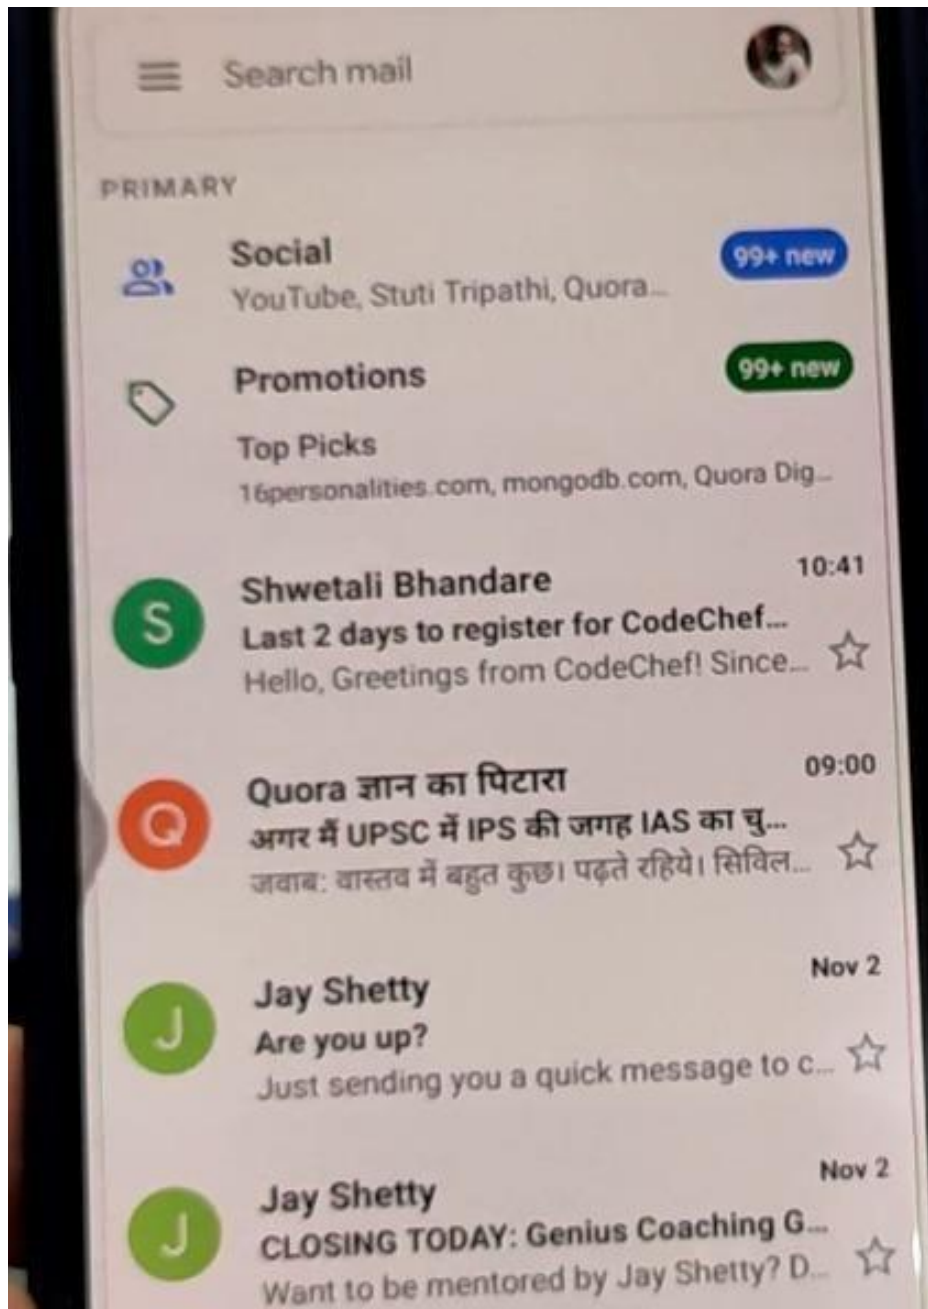 Search mail
PRIMARY
Social
99+ new
YouTube, Stuti Tripathi, Quora...
Promotions
99+ new
Top Picks
16personalities.com, mongodb.com, Quora Dig...
S
Shwetali Bhandare
10:41
Last 2 days to register for CodeChef...
Hello, Greetings from CodeChef! Since...
Q
Quora ज्ञान का पिटारा
09:00
अगर मैं UPSC में IPS की जगह IAS का चु...
जवाब: वास्तव में बहुत कुछ। पढ़ते रहिये। सिविल...
J
Jay Shetty
Nov 2
Are you up?
Just sending you a quick message to c...
J
Jay Shetty
Nov 2
CLOSING TODAY: Genius Coaching G...
Want to be mentored by Jay Shetty? D...